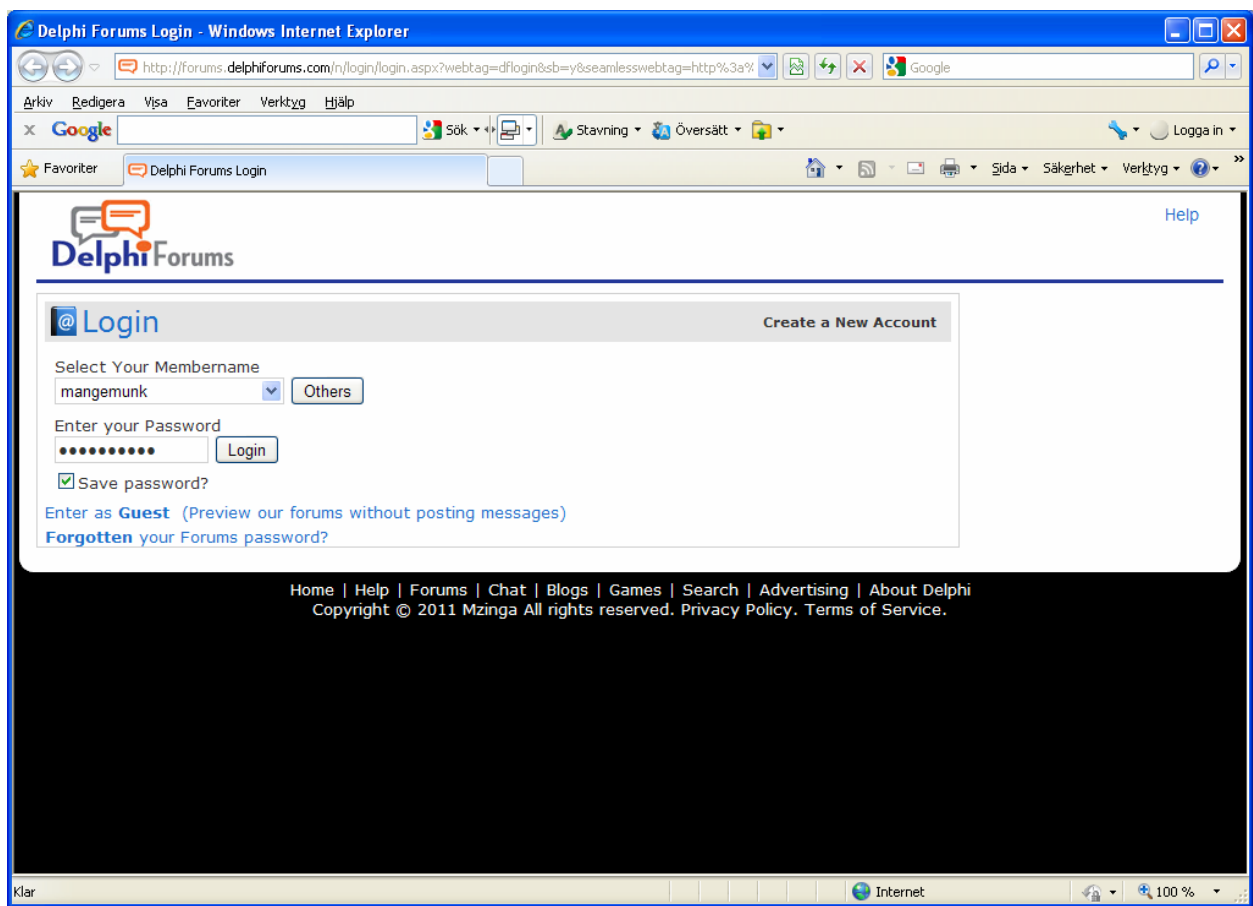 Delphi Forums Login - Windows Internet Explorer
http://forums.delphiforums.com/n/login/login.aspx?webtag=dflogin&sb=y&seamlesswebtag=http%3a%
Google
Arkiv Redigera Visa Favoriter Verktyg Hjälp
x Google Sök Stavning Översätt Logga in
Favoriter Delphi Forums Login Sida Säkerhet Verktyg »
DelphiForums
Help
@ Login Create a New Account
Select Your Membername
mangemunk Others
Enter your Password
•••••••••• Login
Save password?
Enter as Guest (Preview our forums without posting messages)
Forgotten your Forums password?
Home | Help | Forums | Chat | Blogs | Games | Search | Advertising | About Delphi
Copyright © 2011 Mzinga All rights reserved. Privacy Policy. Terms of Service.
Klar Internet 100 %